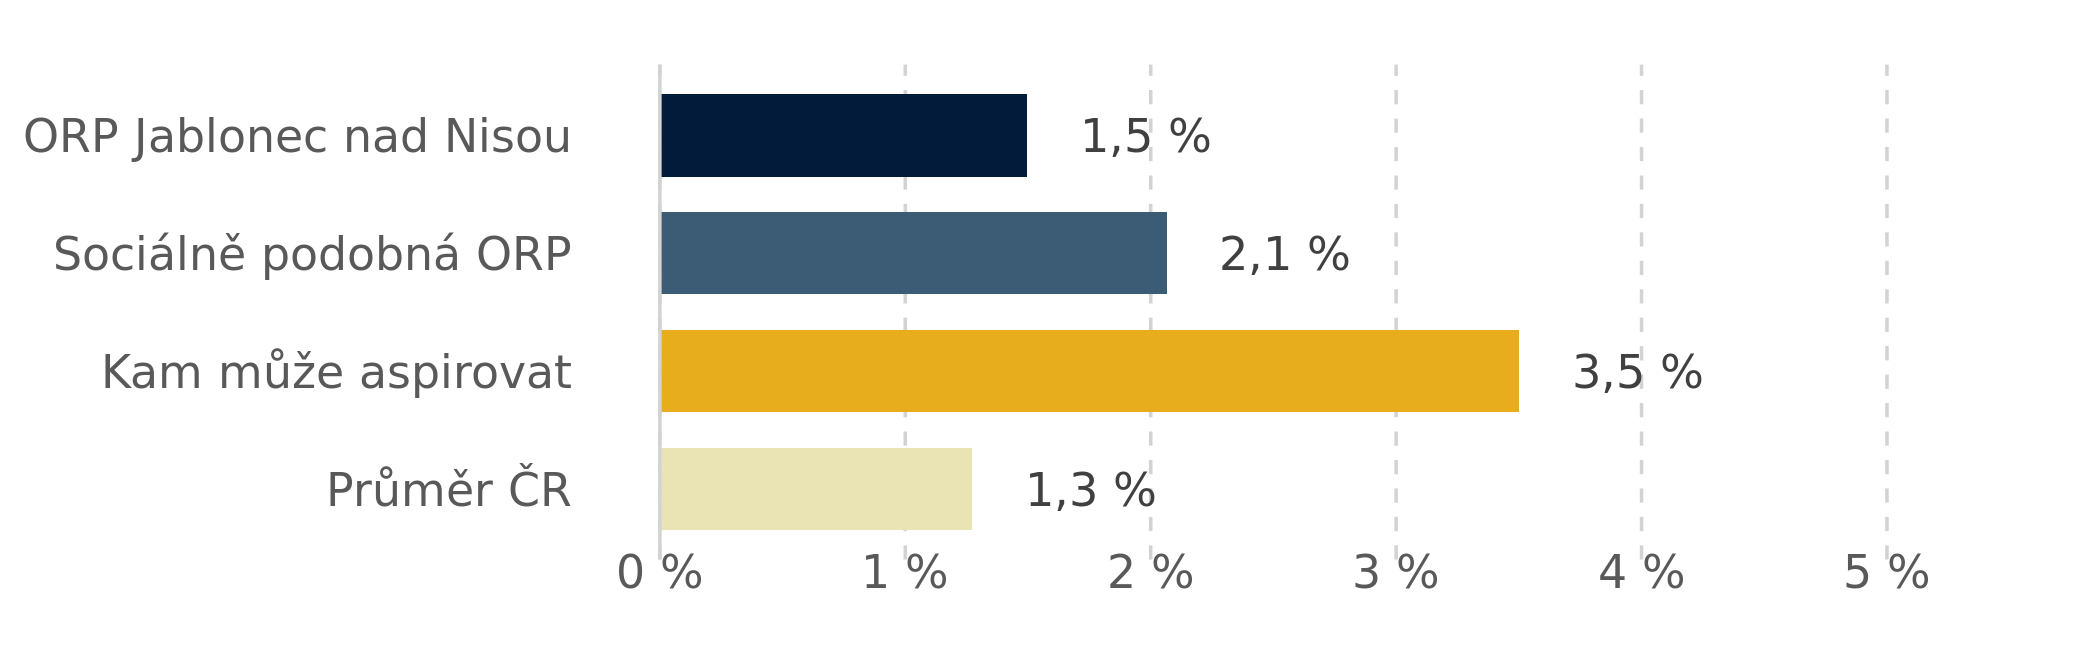 ORP Jablonec nad Nisou 1,5 %
Sociálně podobná ORP 2,1 %
Kam může aspirovat 3,5 %
Průměr ČR 1,3 %
0 % 1 % 2 % 3 % 4 % 5 %